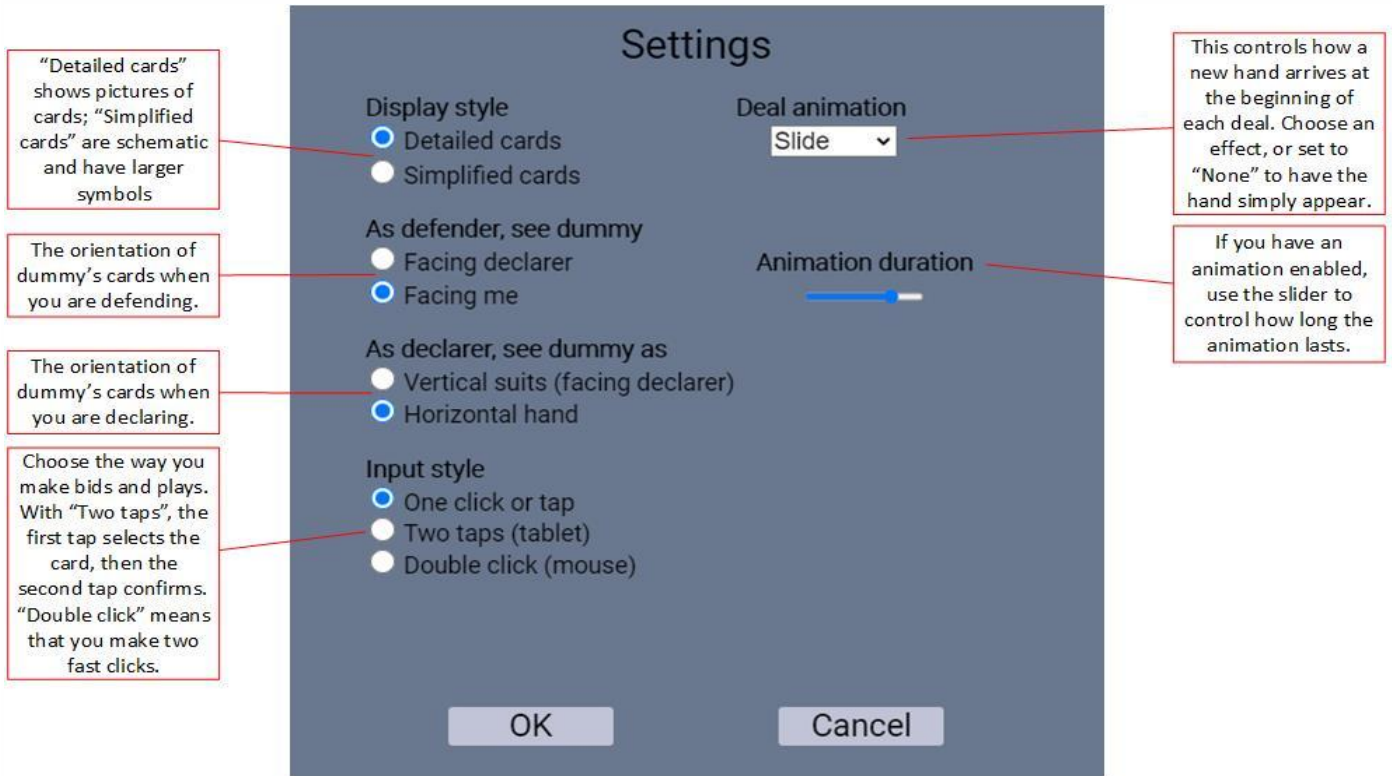 Settings
“Detailed cards”
shows pictures of
cards; “Simplified
cards” are schematic
and have larger
symbols
The orientation of
dummy’s cards when
you are defending.
The orientation of
dummy’s cards when
you are declaring.
Choose the way you
make bids and plays.
With “Two taps”, the
first tap selects the
card, then the
second tap confirms.
“Double click” means
that you make two
fast clicks.
Display style
Detailed cards
Simplified cards
As defender, see dummy
Facing declarer
Facing me
As declarer, see dummy as
Vertical suits (facing declarer)
Horizontal hand
Input style
One click or tap
Two taps (tablet)
Double click (mouse)
Deal animation
Slide
Animation duration
OK
Cancel
This controls how a
new hand arrives at
the beginning of
each deal. Choose an
effect, or set to
“None” to have the
hand simply appear.
If you have an
animation enabled,
use the slider to
control how long the
animation lasts.